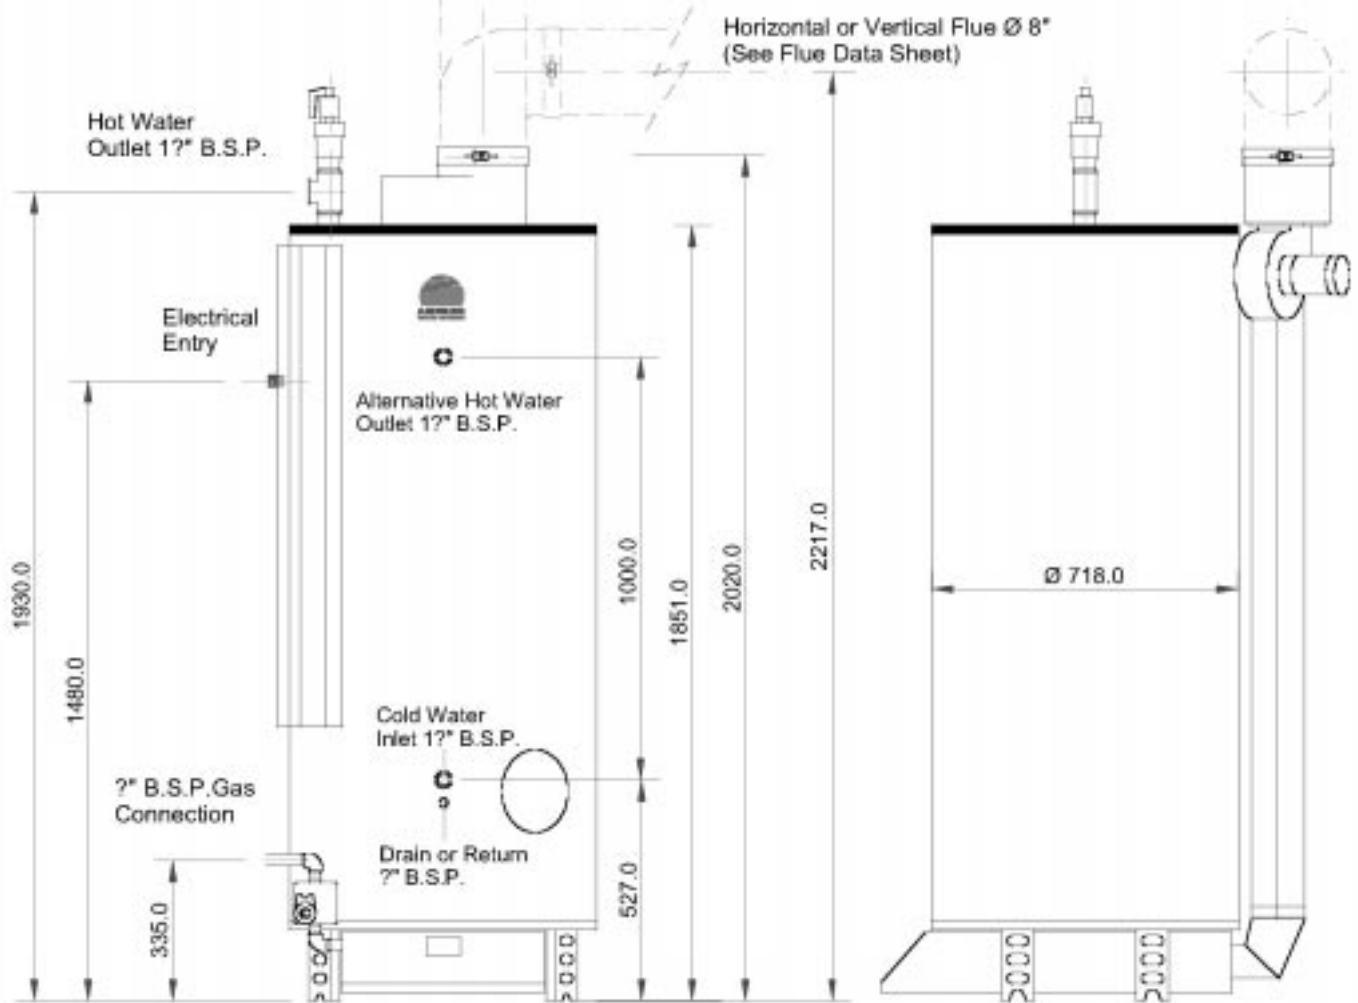 Horizontal or Vertical Flue Ø 8"
(See Flue Data Sheet)
Hot Water
Outlet 1?" B.S.P.
Electrical
Entry
Alternative Hot Water
Outlet 1?" B.S.P.
Cold Water
Inlet 1?" B.S.P.
?" B.S.P.Gas
Connection
Drain or Return
?" B.S.P.
1930.0
1480.0
335.0
1000.0
527.0
1851.0
2020.0
2217.0
Ø 718.0